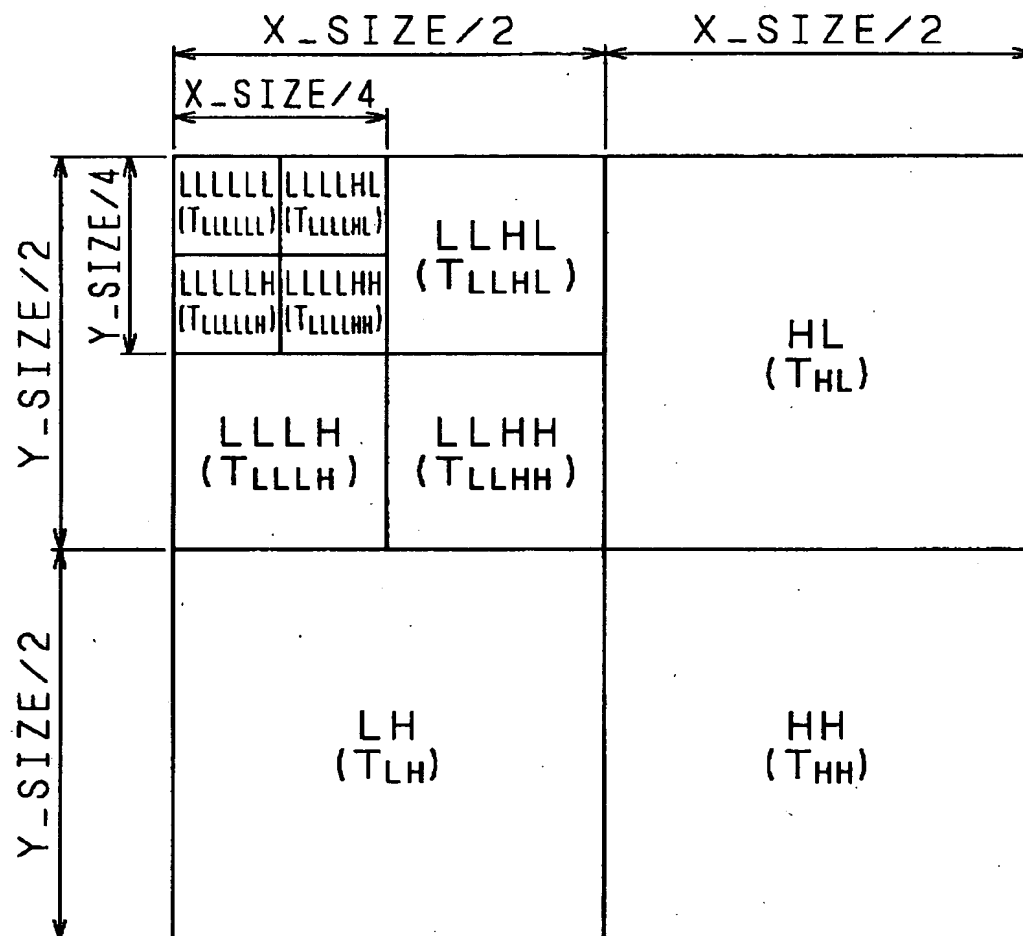 X_SIZE/2 X_SIZE/2
X_SIZE/4
Y_SIZE/2
Y_SIZE/4
LLLLLL LLLLHL
(TLLLLLL) (TLLLLHL)
LLLLLH LLLLHH
(TLLLLLH) (TLLLLHH)
LLHL
(TLLHL)
HL
(THL)
LLLH LLHH
(TLLLH) (TLLHH)
Y_SIZE/2
LH HH
(TLH) (THH)